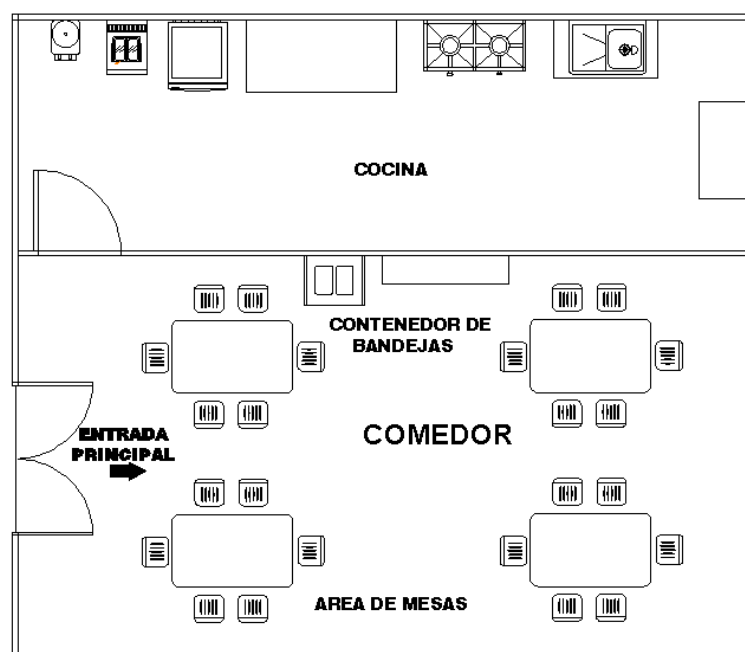 COCINA
CONTENEDOR DE
BANDEJAS
COMEDOR
ENTRADA
PRINCIPAL
AREA DE MESAS